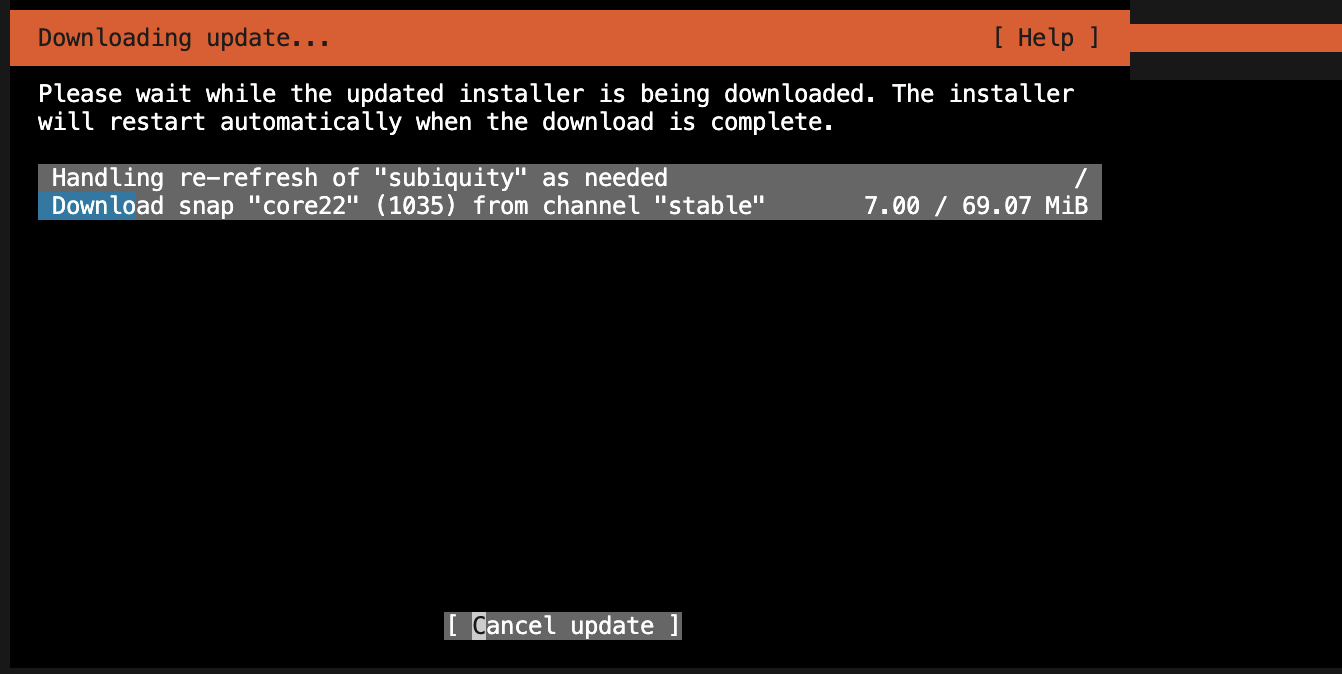 Downloading update... [ Help ]
Please wait while the updated installer is being downloaded. The installer
will restart automatically when the download is complete.
Handling re-refresh of "subiquity" as needed /
Download snap "core22" (1035) from channel "stable" 7.00 / 69.07 MiB
[ Cancel update ]